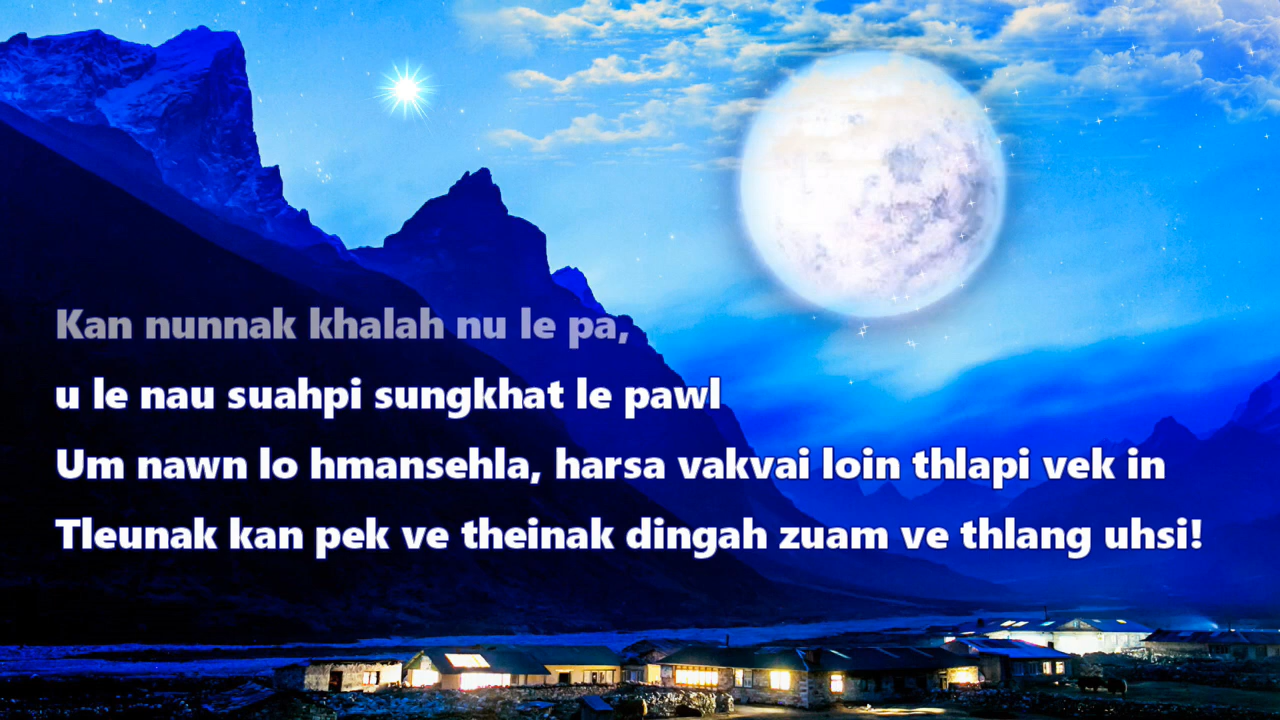 Kan nunnak khalah nu le pa,
u le nau suahpi sungkhat le pawl
Um nawn lo hmansehla, harsa vakvai loin thlapi vek in
Tleunak kan pek ve theinak dingah zuam ve thlang uhsi!